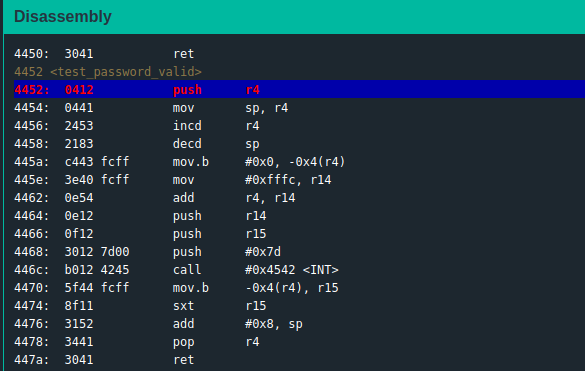 Disassembly
4450: 3041 ret
4452 <test_password_valid>
4452: 0412 push r4
4454: 0441 mov sp, r4
4456: 2453 incd r4
4458: 2183 decd sp
445a: c443 fcff mov.b #0x0, -0x4(r4)
445e: 3e40 fcff mov #0xfffc, r14
4462: 0e54 add r4, r14
4464: 0e12 push r14
4466: 0f12 push r15
4468: 3012 7d00 push #0x7d
446c: b012 4245 call #0x4542 <INT>
4470: 5f44 fcff mov.b -0x4(r4), r15
4474: 8f11 sxt r15
4476: 3152 add #0x8, sp
4478: 3441 pop r4
447a: 3041 ret